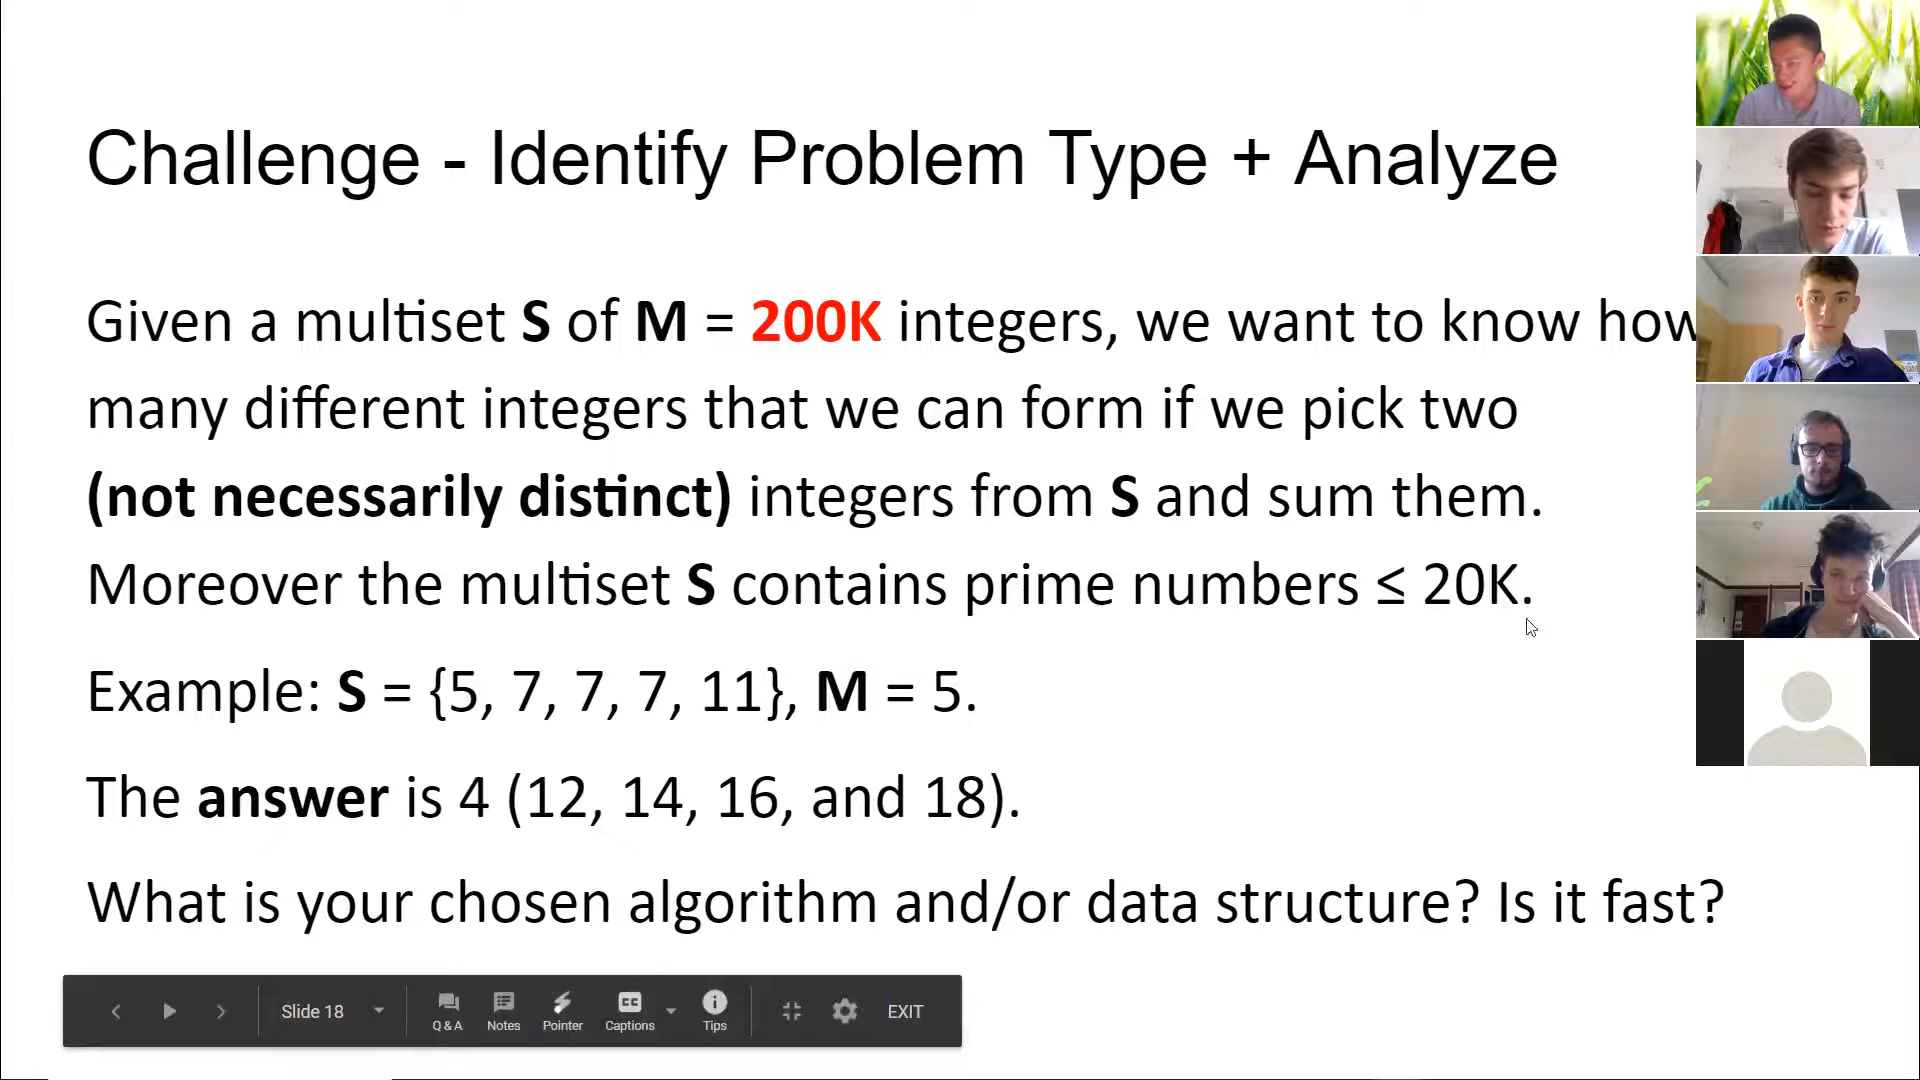 Challenge - Identify Problem Type + Analyze
Given a multiset S of M = 200K integers, we want to know how
many different integers that we can form if we pick two
(not necessarily distinct) integers from S and sum them.
Moreover the multiset S contains prime numbers ≤ 20K.
Example: S = {5, 7, 7, 7, 11}, M = 5.
The answer is 4 (12, 14, 16, and 18).
What is your chosen algorithm and/or data structure? Is it fast?
Slide 18
Q & A
Notes
Pointer
CC
Captions
Tips
EXIT